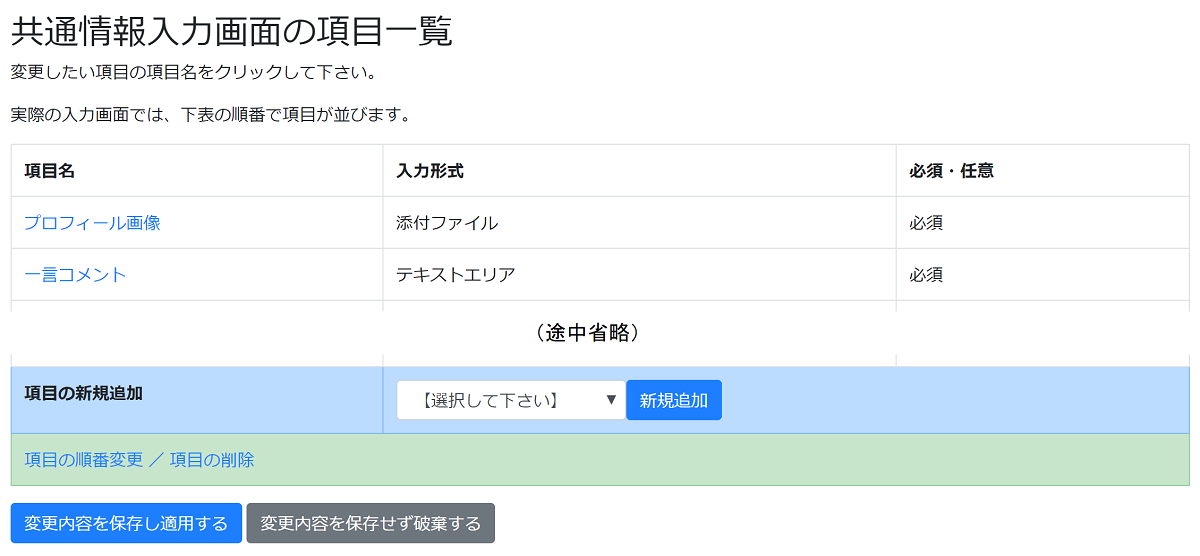 共通情報入力画面の項目一覧
変更したい項目の項目名をクリックして下さい。
実際の入力画面では、下表の順番で項目が並びます。
項目名 入力形式 必須・任意
プロフィール画像 添付ファイル 必須
一言コメント テキストエリア 必須
（途中省略）
項目の新規追加 【選択して下さい】 ▼ 新規追加
項目の順番変更 ／ 項目の削除
変更内容を保存し適用する 変更内容を保存せず破棄する